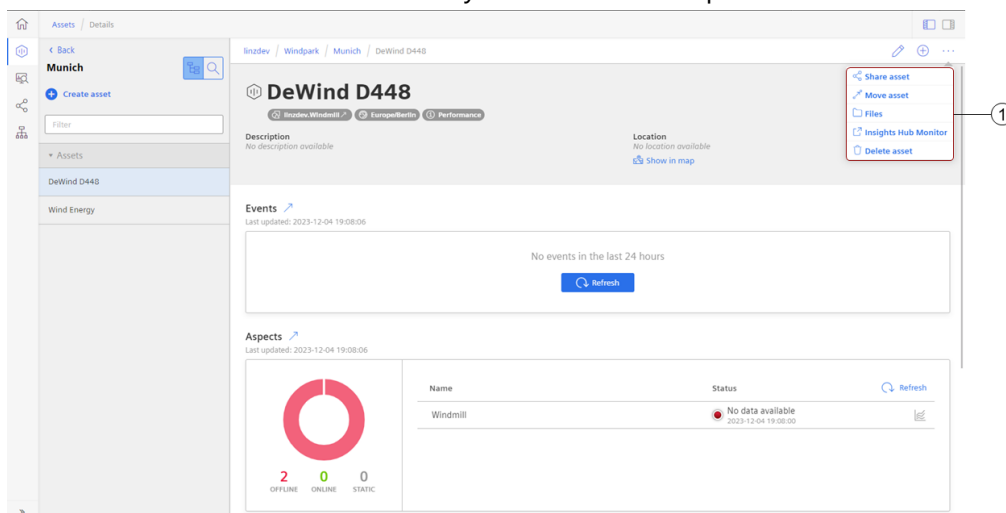 Assets / Details
< Back
Munich
Create asset
Filter
Assets
DeWind D448
Wind Energy
linzdev / Windpark / Munich / DeWind D448
DeWind D448
linzdev.Windmill Europe/Berlin Performance
Description
No description available
Location
No location available
Show in map
Share asset
Move asset
Files
Insights Hub Monitor
Delete asset
1
Events
Last updated: 2023-12-04 19:08:06
No events in the last 24 hours
Refresh
Aspects
Last updated: 2023-12-04 19:08:06
2 0 0
OFFLINE ONLINE STATIC
Name Status Refresh
Windmill No data available
2023-12-04 19:08:00